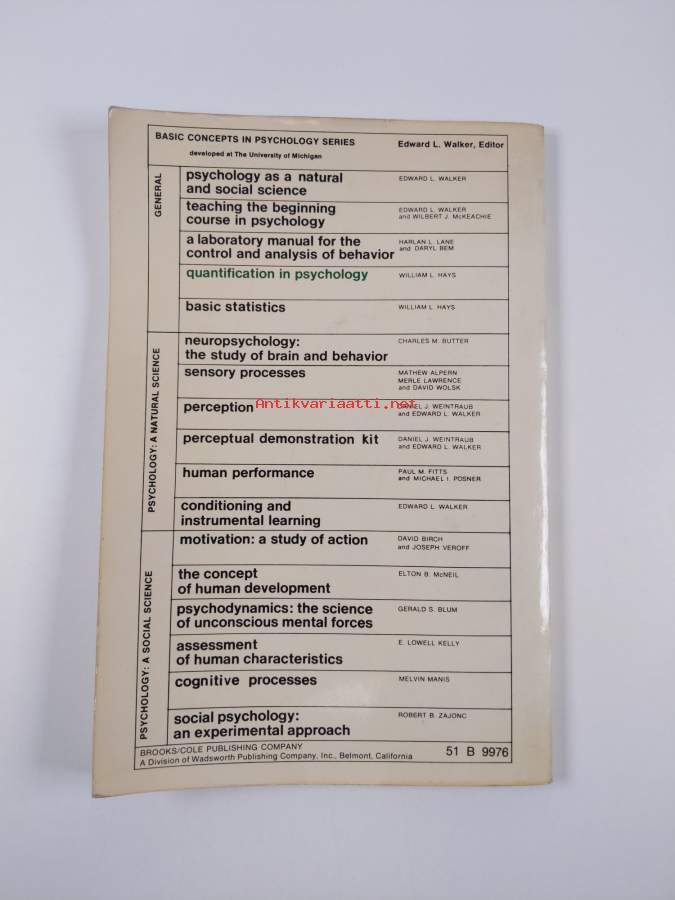 BASIC CONCEPTS IN PSYCHOLOGY SERIES Edward L. Walker, Editor
developed at The University of Michigan
GENERAL
psychology as a natural
and social science
EDWARD L. WALKER
teaching the beginning
course in psychology
EDWARD L. WALKER
and WILBERT J. McKEACHIE
a laboratory manual for the
control and analysis of behavior
HARLAN L. LANE
and DARYL BEM
quantification in psychology
WILLIAM L. HAYS
basic statistics
WILLIAM L. HAYS
PSYCHOLOGY: A NATURAL SCIENCE
neuropsychology:
the study of brain and behavior
CHARLES M. BUTTER
sensory processes
MATHEW ALPERN
MERLE LAWRENCE
and DAVID WOLSK
perception
Antikvariaatti.net
DANIEL J. WEINTRAUB
and EDWARD L. WALKER
perceptual demonstration kit
DANIEL J. WEINTRAUB
and EDWARD L. WALKER
human performance
PAUL M. FITTS
and MICHAEL I. POSNER
conditioning and
instrumental learning
EDWARD L. WALKER
PSYCHOLOGY: A SOCIAL SCIENCE
motivation: a study of action
DAVID BIRCH
and JOSEPH VEROFF
the concept
of human development
ELTON B. McNEIL
psychodynamics: the science
of unconscious mental forces
GERALD S. BLUM
assessment
of human characteristics
E. LOWELL KELLY
cognitive processes
MELVIN MANIS
social psychology:
an experimental approach
ROBERT B. ZAJONC
BROOKS/COLE PUBLISHING COMPANY
A Division of Wadsworth Publishing Company, Inc., Belmont, California
51 B 9976